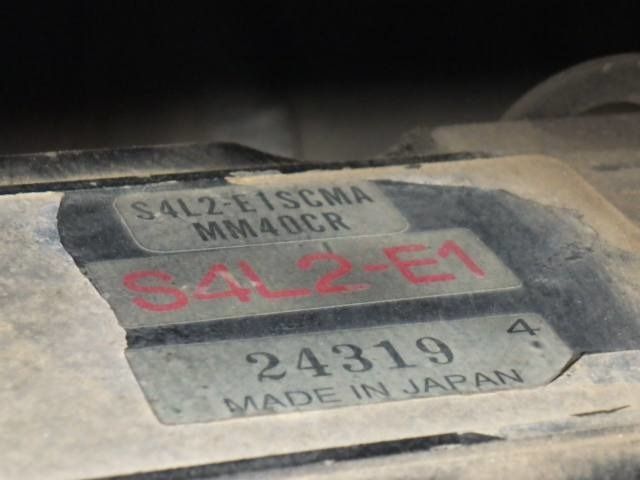 S4L2-E1SCMA
MM40CR
S4L2-E1
24319 4
MADE IN JAPAN